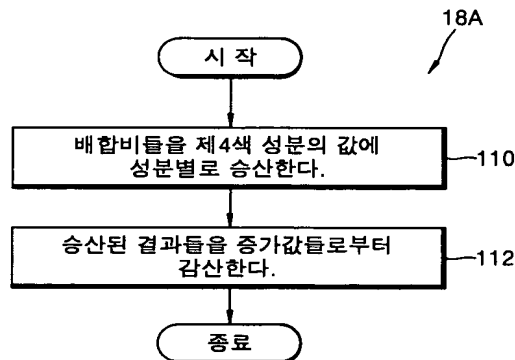 18A
시 작
배합비들을 제4색 성분의 값에
성분별로 승산한다.
110
승산된 결과들을 증가값들로부터
감산한다.
112
종료